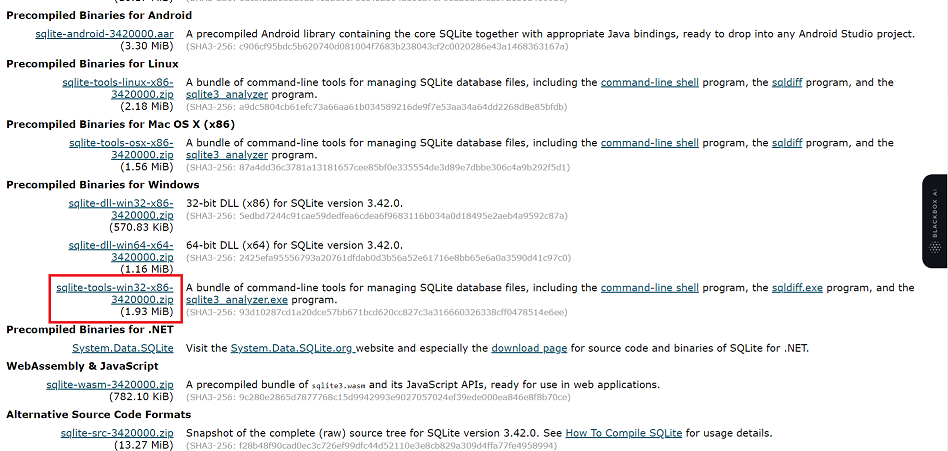 Precompiled Binaries for Android
sqlite-android-3420000.aar
(3.30 MiB)
A precompiled Android library containing the core SQLite together with appropriate Java bindings, ready to drop into any Android Studio project.
(SHA3-256: c906cf95bdc5b620740d081004f7683b238043cf2c0020286e43a1468363167a)
Precompiled Binaries for Linux
sqlite-tools-linux-x86-
3420000.zip
(2.18 MiB)
A bundle of command-line tools for managing SQLite database files, including the command-line shell program, the sqldiff program, and the
sqlite3_analyzer program.
(SHA3-256: a9dc5804cb61efc73a66aa61b034589216de9f7e53aa34a64dd2268d8e85bfdb)
Precompiled Binaries for Mac OS X (x86)
sqlite-tools-osx-x86-
3420000.zip
(1.56 MiB)
A bundle of command-line tools for managing SQLite database files, including the command-line shell program, the sqldiff program, and the
sqlite3_analyzer program.
(SHA3-256: 87a4dd36c3781a13181657cee85bf0e335554de3d89e7dbbe306c4a9b292f5d1)
Precompiled Binaries for Windows
sqlite-dll-win32-x86-
3420000.zip
(570.83 KiB)
32-bit DLL (x86) for SQLite version 3.42.0.
(SHA3-256: 5edbd7244c91cae59dedfea6cdea6f9683116b034a0d18495e2aeb4a9592c87a)
sqlite-dll-win64-x64-
3420000.zip
(1.16 MiB)
64-bit DLL (x64) for SQLite version 3.42.0.
(SHA3-256: 2425efa95556793a20761dfdab0d3b56a52e61716e8bb65e6a0a3590d41c97c0)
sqlite-tools-win32-x86-
3420000.zip
(1.93 MiB)
A bundle of command-line tools for managing SQLite database files, including the command-line shell program, the sqldiff.exe program, and the
sqlite3_analyzer.exe program.
(SHA3-256: 93d10287cd1a20dce57bb671bcd620cc827c3a316660326338cff0478514e6ee)
Precompiled Binaries for .NET
System.Data.SQLite
Visit the System.Data.SQLite.org website and especially the download page for source code and binaries of SQLite for .NET.
WebAssembly & JavaScript
sqlite-wasm-3420000.zip
(782.10 KiB)
A precompiled bundle of sqlite3.wasm and its JavaScript APIs, ready for use in web applications.
(SHA3-256: 9c280e2865d7877768c15d9942993e9027057024ef39ede000ea846e8f8b70ce)
Alternative Source Code Formats
sqlite-src-3420000.zip
(13.27 MiB)
Snapshot of the complete (raw) source tree for SQLite version 3.42.0. See How To Compile SQLite for usage details.
(SHA3-256: f28b48f90cad0ec3c726ef99dfc44d52110e3e8cb829a309d4ffa77fe4958994)
BLACKBOX AI